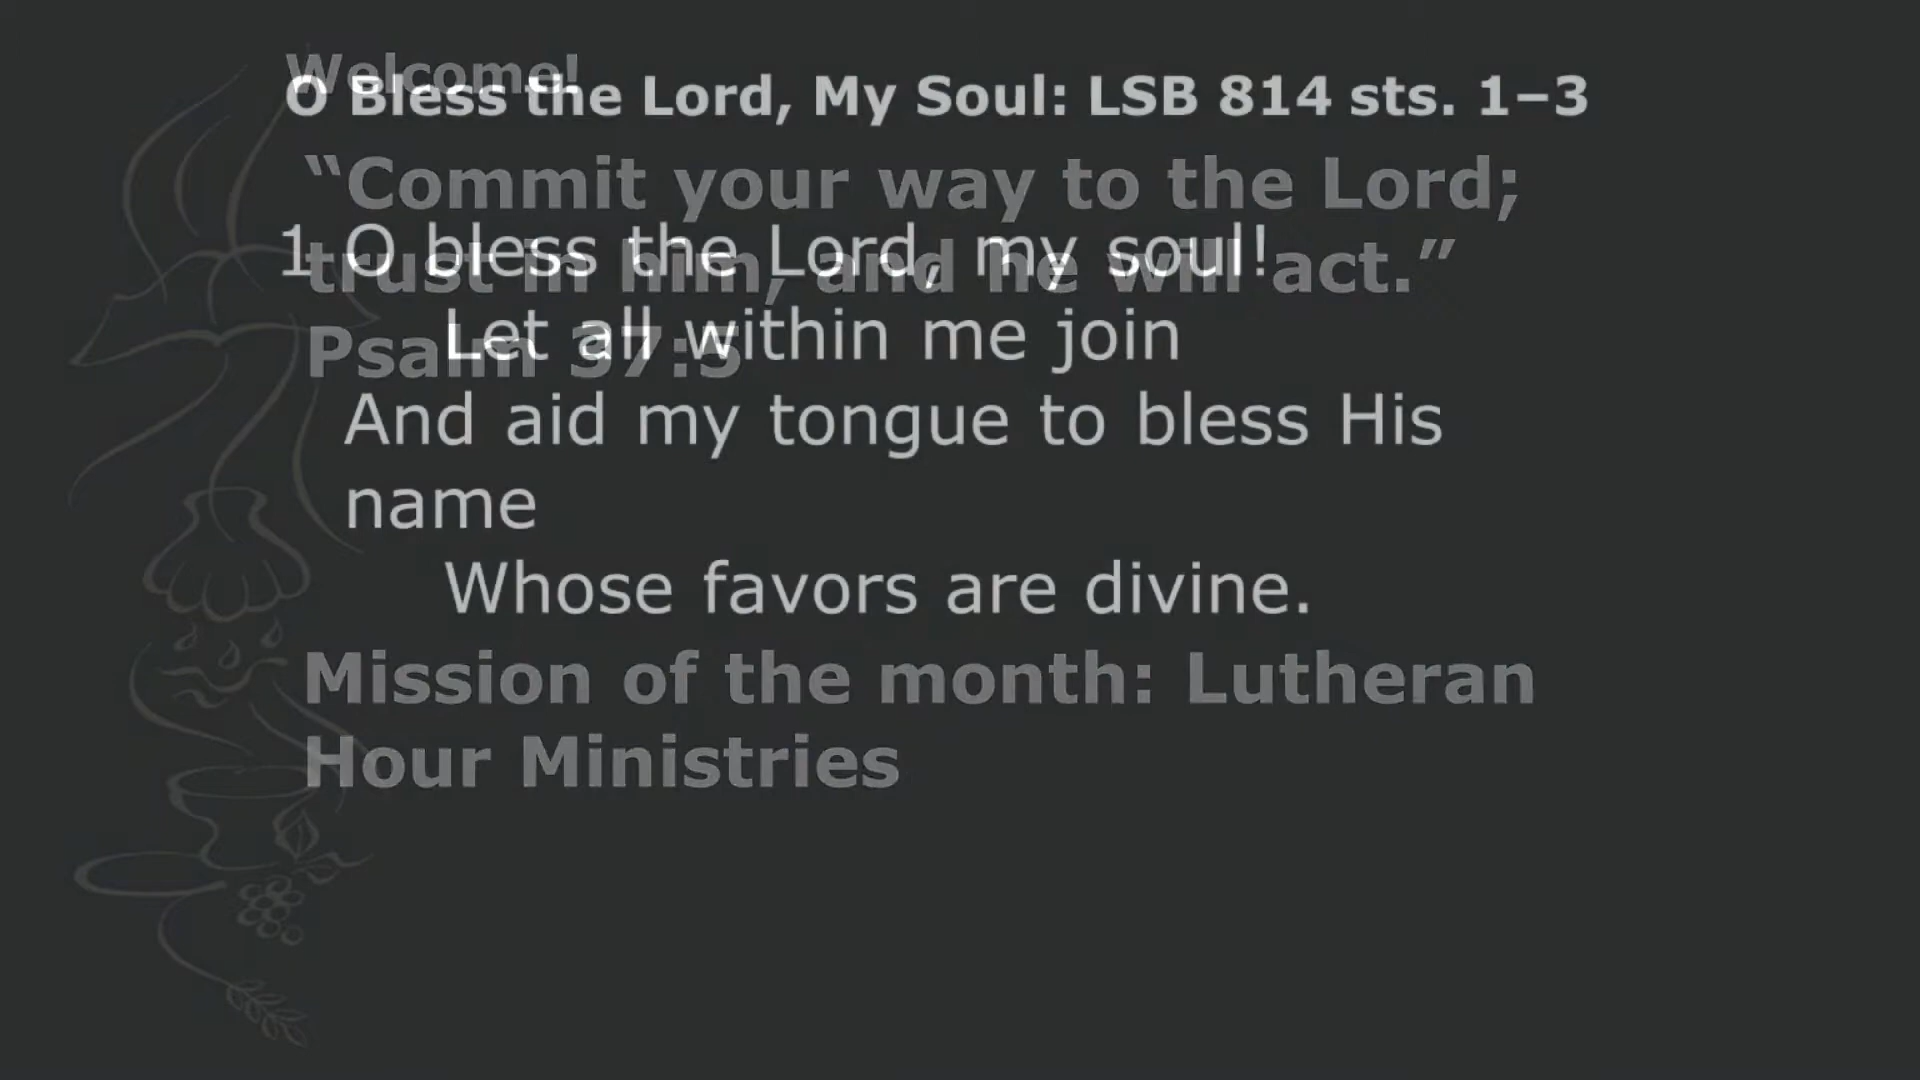 Welcome!
O Bless the Lord, My Soul: LSB 814 sts. 1–3
“Commit your way to the Lord;
1 O bless the Lord, my soul!
trust in him, and he will act.”
Let all within me join
Psalm 37:5
And aid my tongue to bless His
name
Whose favors are divine.
Mission of the month: Lutheran
Hour Ministries